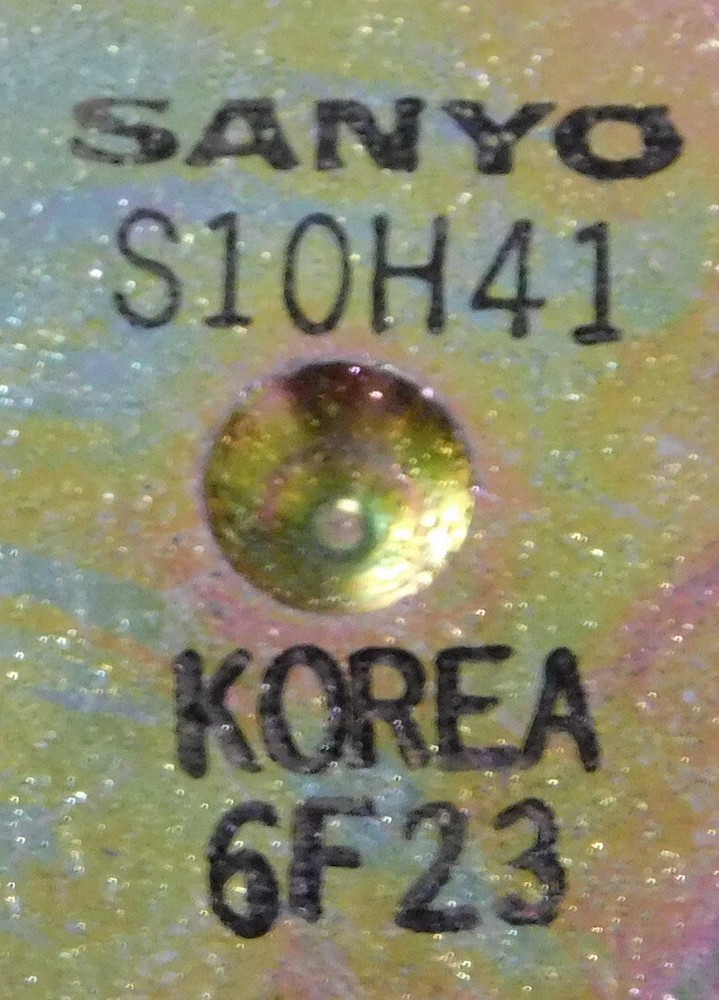 SANYO
S10H41
KOREA
6F23